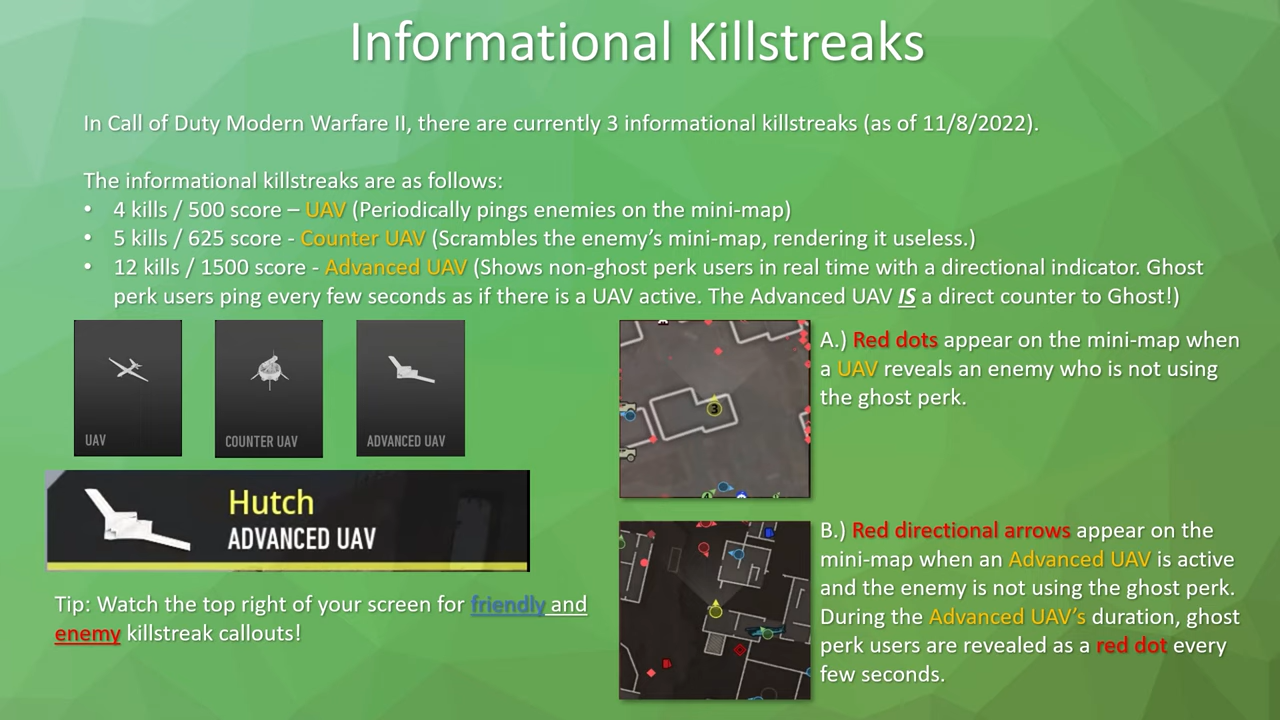 Informational Killstreaks
In Call of Duty Modern Warfare II, there are currently 3 informational killstreaks (as of 11/8/2022).
The informational killstreaks are as follows:
• 4 kills / 500 score – UAV (Periodically pings enemies on the mini-map)
• 5 kills / 625 score - Counter UAV (Scrambles the enemy’s mini-map, rendering it useless.)
• 12 kills / 1500 score - Advanced UAV (Shows non-ghost perk users in real time with a directional indicator. Ghost
perk users ping every few seconds as if there is a UAV active. The Advanced UAV IS a direct counter to Ghost!)
UAV
COUNTER UAV
ADVANCED UAV
Hutch
ADVANCED UAV
Tip: Watch the top right of your screen for friendly and
enemy killstreak callouts!
3
A.) Red dots appear on the mini-map when
a UAV reveals an enemy who is not using
the ghost perk.
B.) Red directional arrows appear on the
mini-map when an Advanced UAV is active
and the enemy is not using the ghost perk.
During the Advanced UAV’s duration, ghost
perk users are revealed as a red dot every
few seconds.